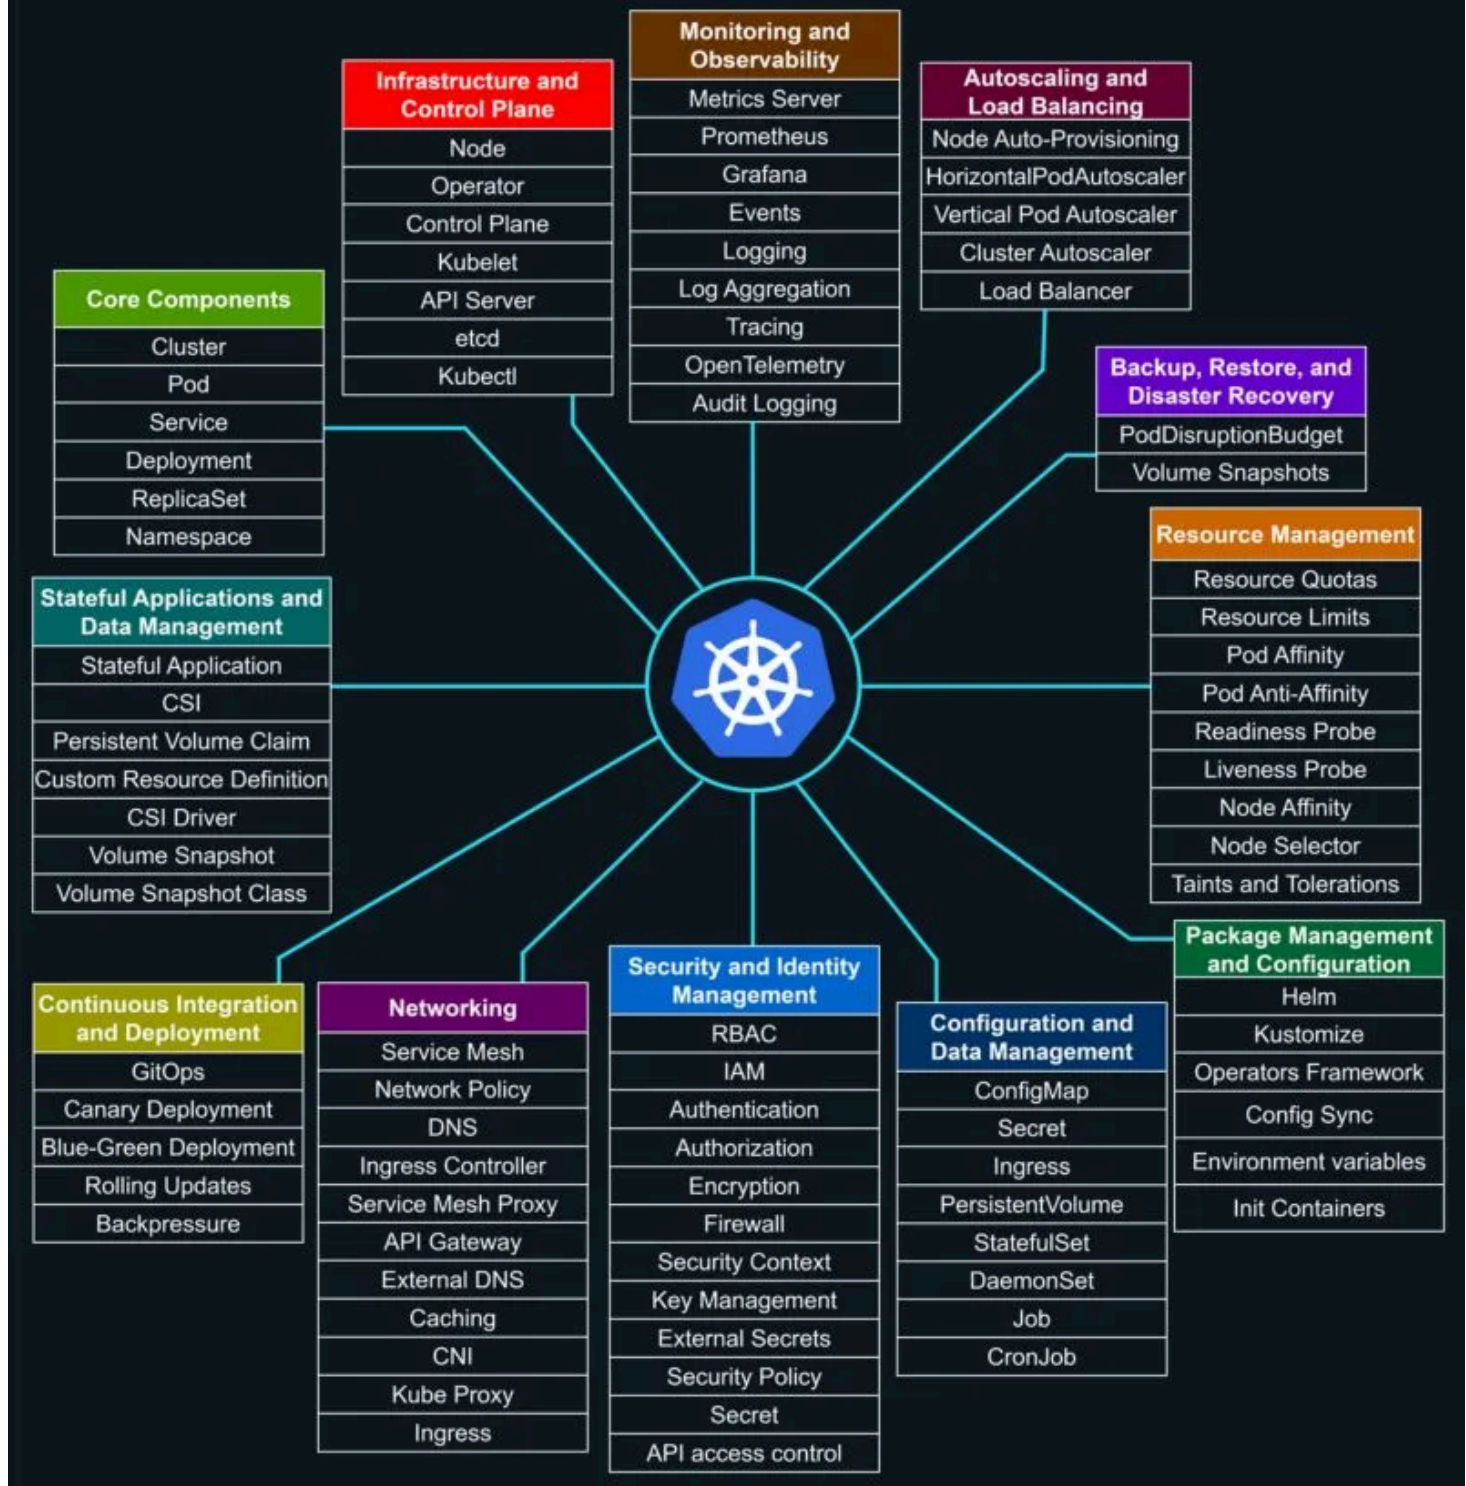 Monitoring and
Observability
Metrics Server
Prometheus
Grafana
Events
Logging
Log Aggregation
Tracing
OpenTelemetry
Audit Logging
Infrastructure and
Control Plane
Node
Operator
Control Plane
Kubelet
API Server
etcd
Kubectl
Autoscaling and
Load Balancing
Node Auto-Provisioning
HorizontalPodAutoscaler
Vertical Pod Autoscaler
Cluster Autoscaler
Load Balancer
Core Components
Cluster
Pod
Service
Deployment
ReplicaSet
Namespace
Backup, Restore, and
Disaster Recovery
PodDisruptionBudget
Volume Snapshots
Resource Management
Resource Quotas
Resource Limits
Pod Affinity
Pod Anti-Affinity
Readiness Probe
Liveness Probe
Node Affinity
Node Selector
Taints and Tolerations
Stateful Applications and
Data Management
Stateful Application
CSI
Persistent Volume Claim
Custom Resource Definition
CSI Driver
Volume Snapshot
Volume Snapshot Class
Continuous Integration
and Deployment
GitOps
Canary Deployment
Blue-Green Deployment
Rolling Updates
Backpressure
Networking
Service Mesh
Network Policy
DNS
Ingress Controller
Service Mesh Proxy
API Gateway
External DNS
Caching
CNI
Kube Proxy
Ingress
Security and Identity
Management
RBAC
IAM
Authentication
Authorization
Encryption
Firewall
Security Context
Key Management
External Secrets
Security Policy
Secret
API access control
Configuration and
Data Management
ConfigMap
Secret
Ingress
PersistentVolume
StatefulSet
DaemonSet
Job
CronJob
Package Management
and Configuration
Helm
Kustomize
Operators Framework
Config Sync
Environment variables
Init Containers